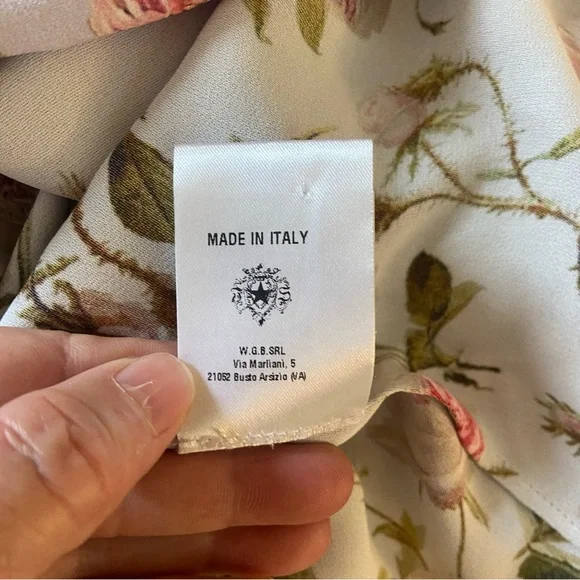 MADE IN ITALY
W.G.B.SRL
Via Marliani, 5
21052 Busto Arsizio (VA)